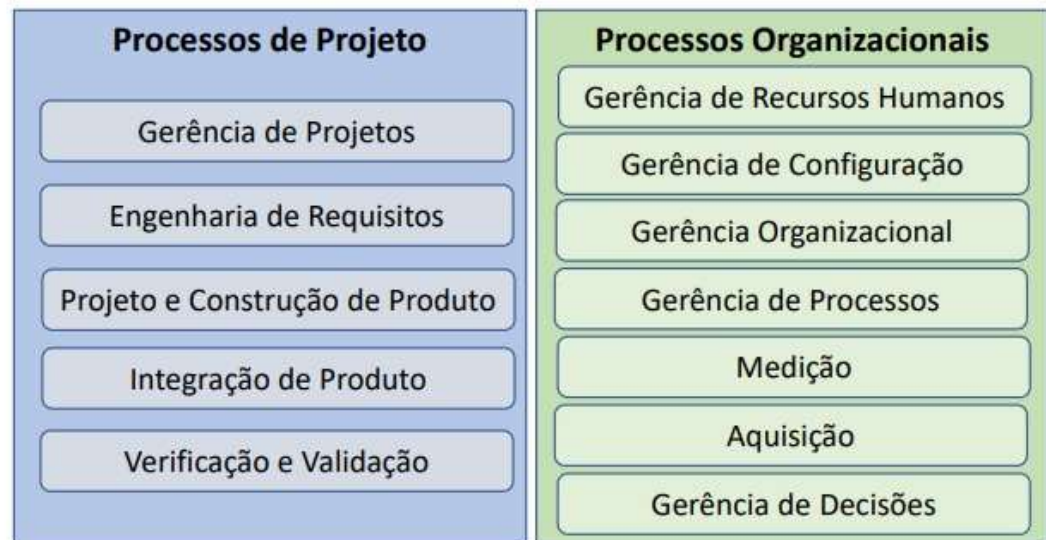 Processos de Projeto
Gerência de Projetos
Engenharia de Requisitos
Projeto e Construção de Produto
Integração de Produto
Verificação e Validação
Processos Organizacionais
Gerência de Recursos Humanos
Gerência de Configuração
Gerência Organizacional
Gerência de Processos
Medição
Aquisição
Gerência de Decisões